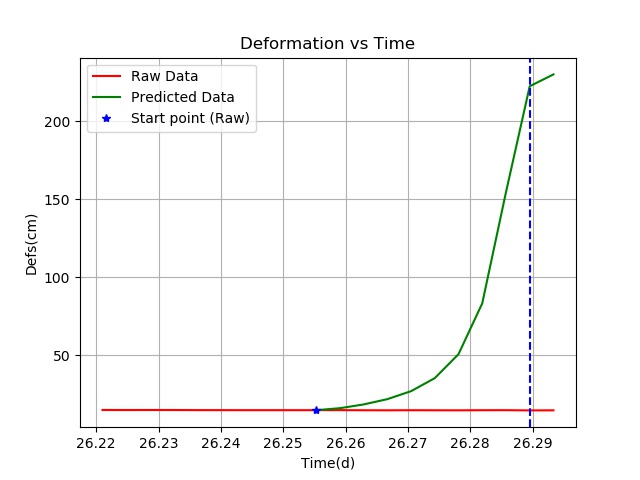 Deformation vs Time
Raw Data
Predicted Data
Start point (Raw)
200
150
100
50
Defs(cm)
26.22 26.23 26.24 26.25 26.26 26.27 26.28 26.29
Time(d)